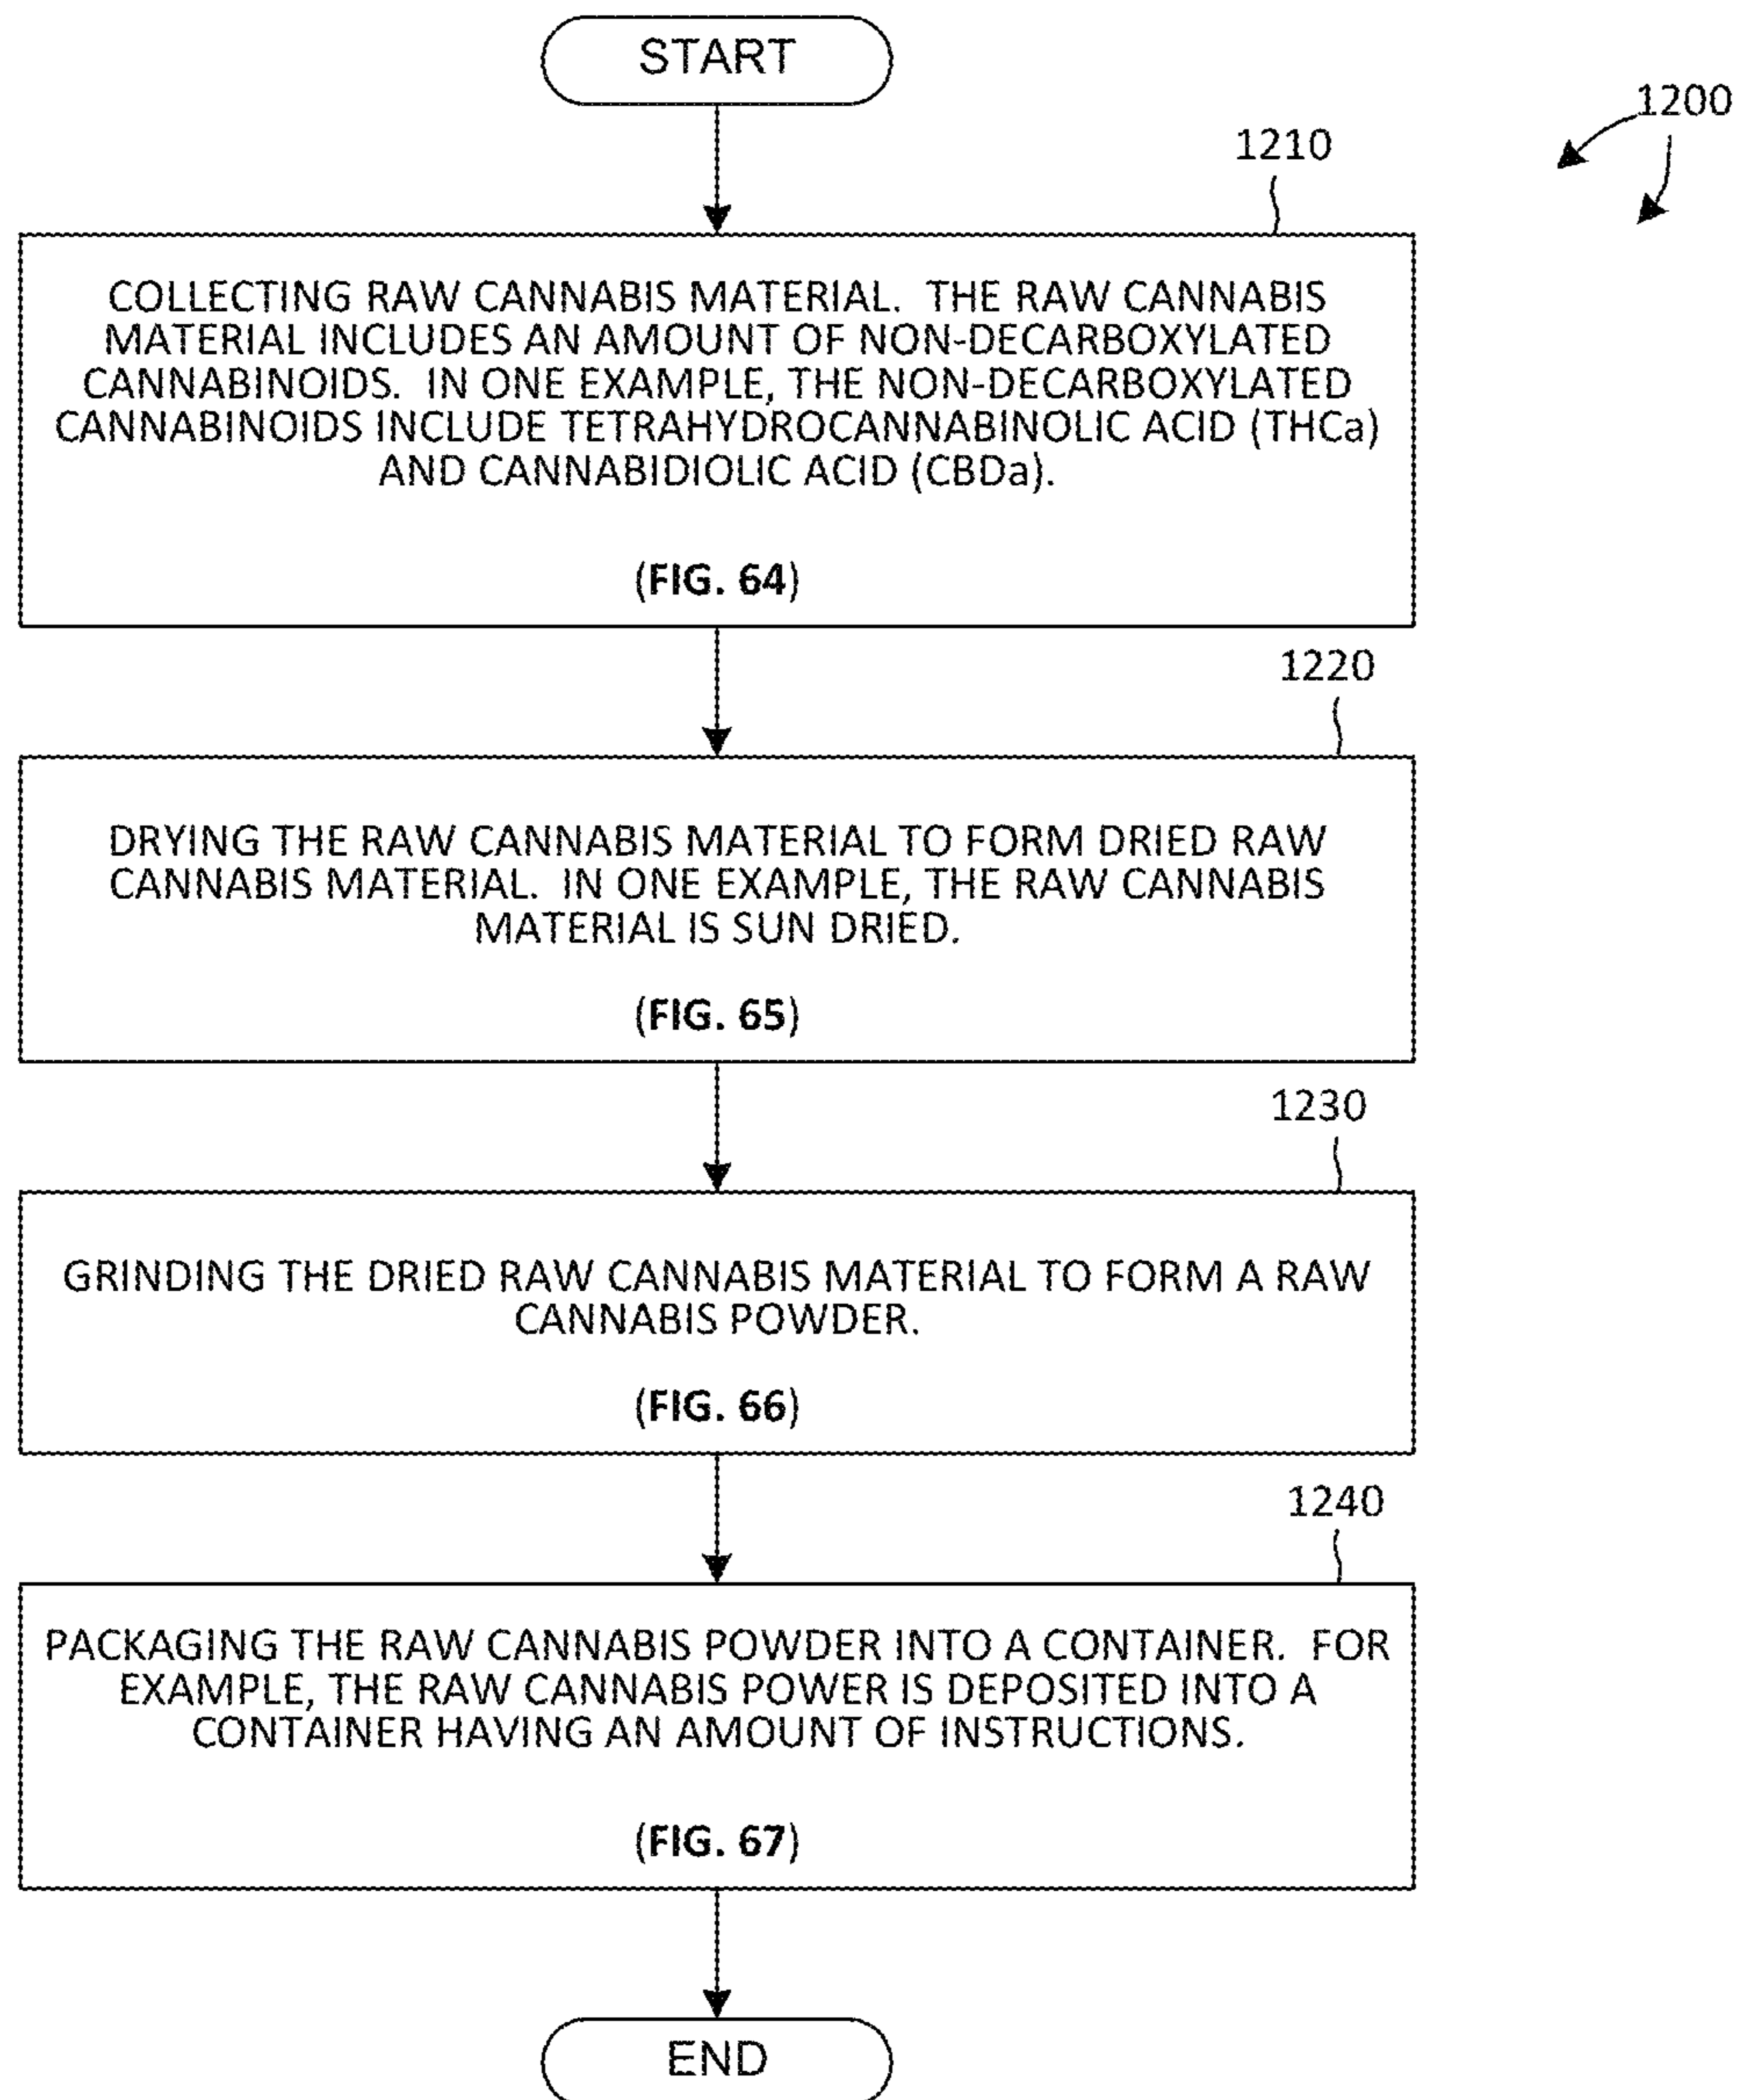 START
1200
1210
COLLECTING RAW CANNABIS MATERIAL.  THE RAW CANNABIS
MATERIAL INCLUDES AN AMOUNT OF NON-DECARBOXYLATED
CANNABINOIDS.  IN ONE EXAMPLE, THE NON-DECARBOXYLATED
CANNABINOIDS INCLUDE TETRAHYDROCANNABINOLIC ACID (THCa)
AND CANNABIDIOLIC ACID (CBDa).
(FIG. 64)
1220
DRYING THE RAW CANNABIS MATERIAL TO FORM DRIED RAW
CANNABIS MATERIAL.  IN ONE EXAMPLE, THE RAW CANNABIS
MATERIAL IS SUN DRIED.
(FIG. 65)
1230
GRINDING THE DRIED RAW CANNABIS MATERIAL TO FORM A RAW
CANNABIS POWDER.
(FIG. 66)
1240
PACKAGING THE RAW CANNABIS POWDER INTO A CONTAINER.  FOR
EXAMPLE, THE RAW CANNABIS POWER IS DEPOSITED INTO A
CONTAINER HAVING AN AMOUNT OF INSTRUCTIONS.
(FIG. 67)
END